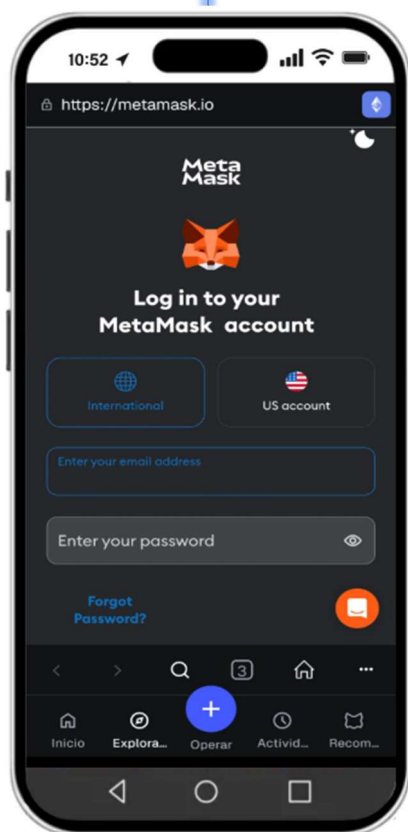 10:52
https://metamask.io
Meta
Mask
Log in to your
MetaMask account
International
US account
Enter your email address
Enter your password
Forgot
Password?
3
Inicio
Explora...
Operar
Activid...
Recom...